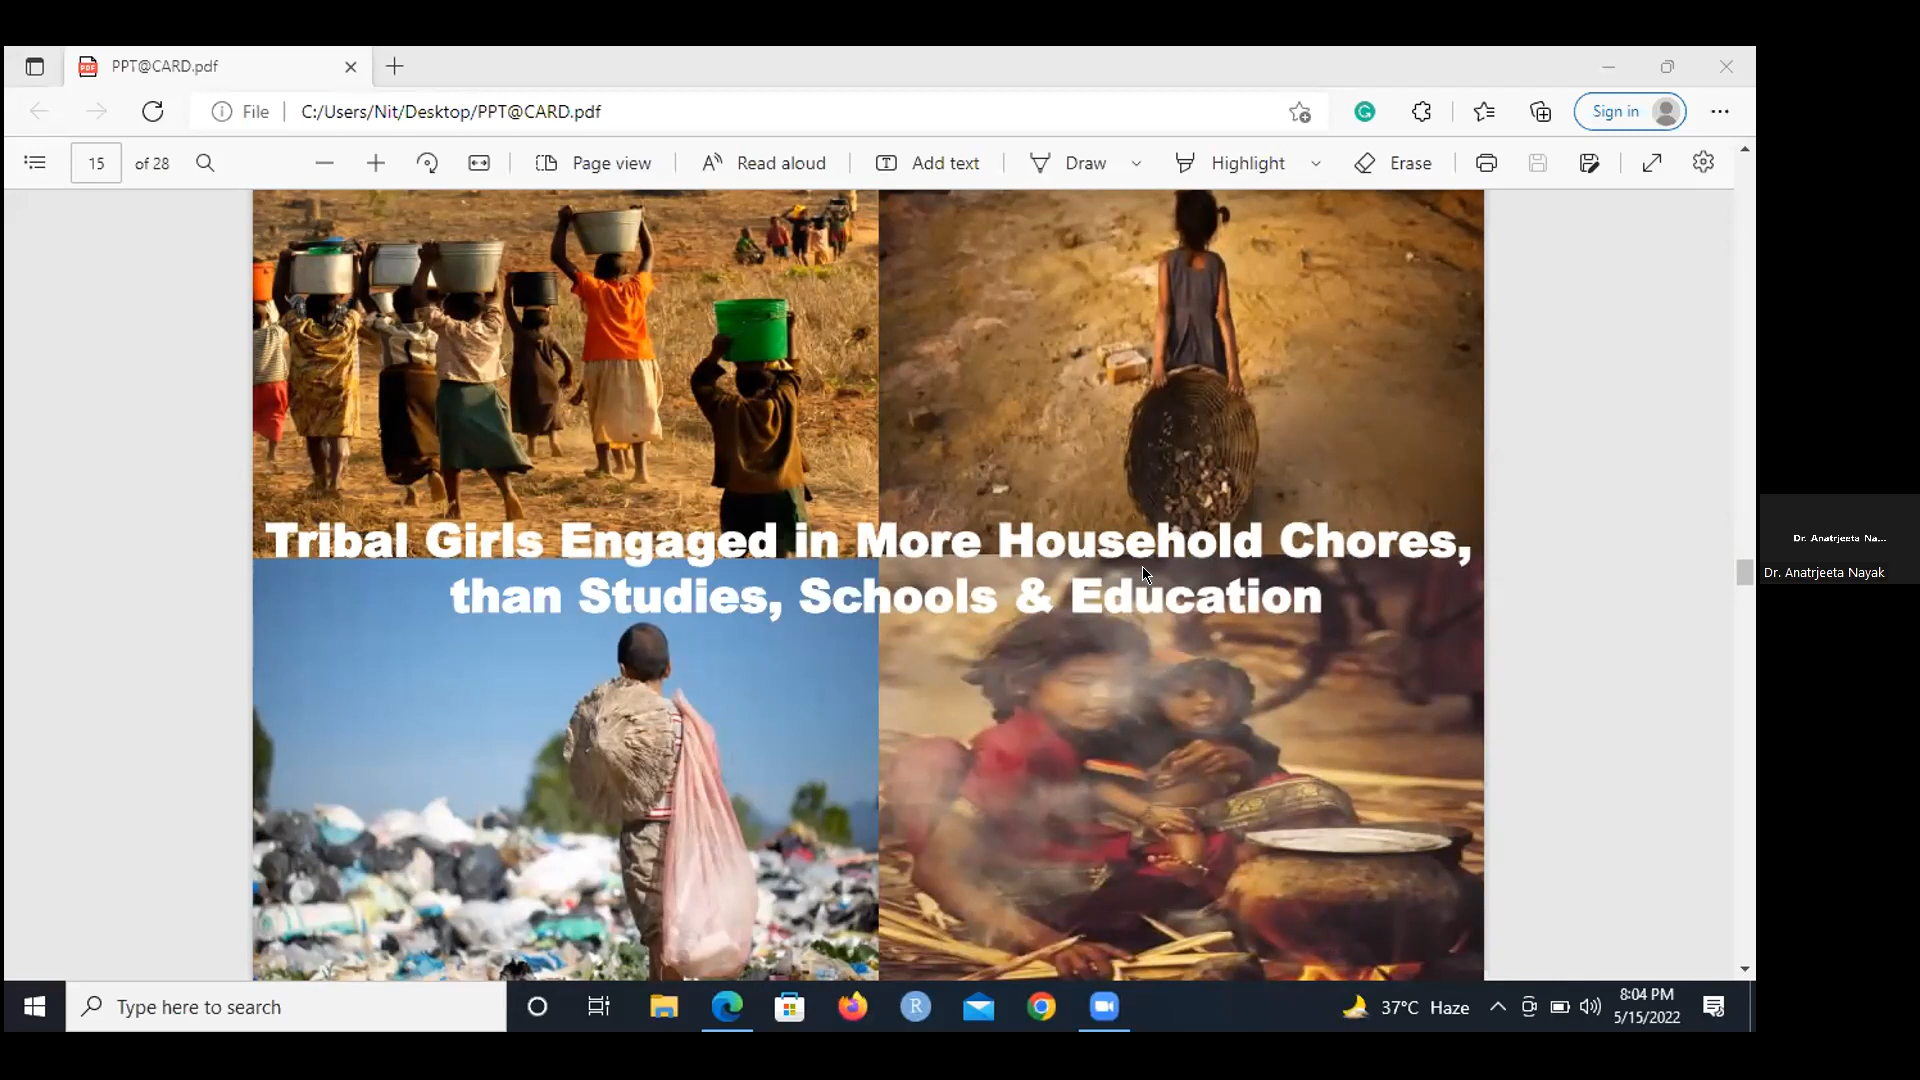 PPT@CARD.pdf
File
C:/Users/Nit/Desktop/PPT@CARD.pdf
Sign in
15 of 28
Page view
Read aloud
Add text
Draw
Highlight
Erase
Tribal Girls Engaged in More Household Chores,
than Studies, Schools & Education
Dr. Anatrjeeta Na...
Dr. Anatrjeeta Nayak
Type here to search
37°C Haze
8:04 PM
5/15/2022